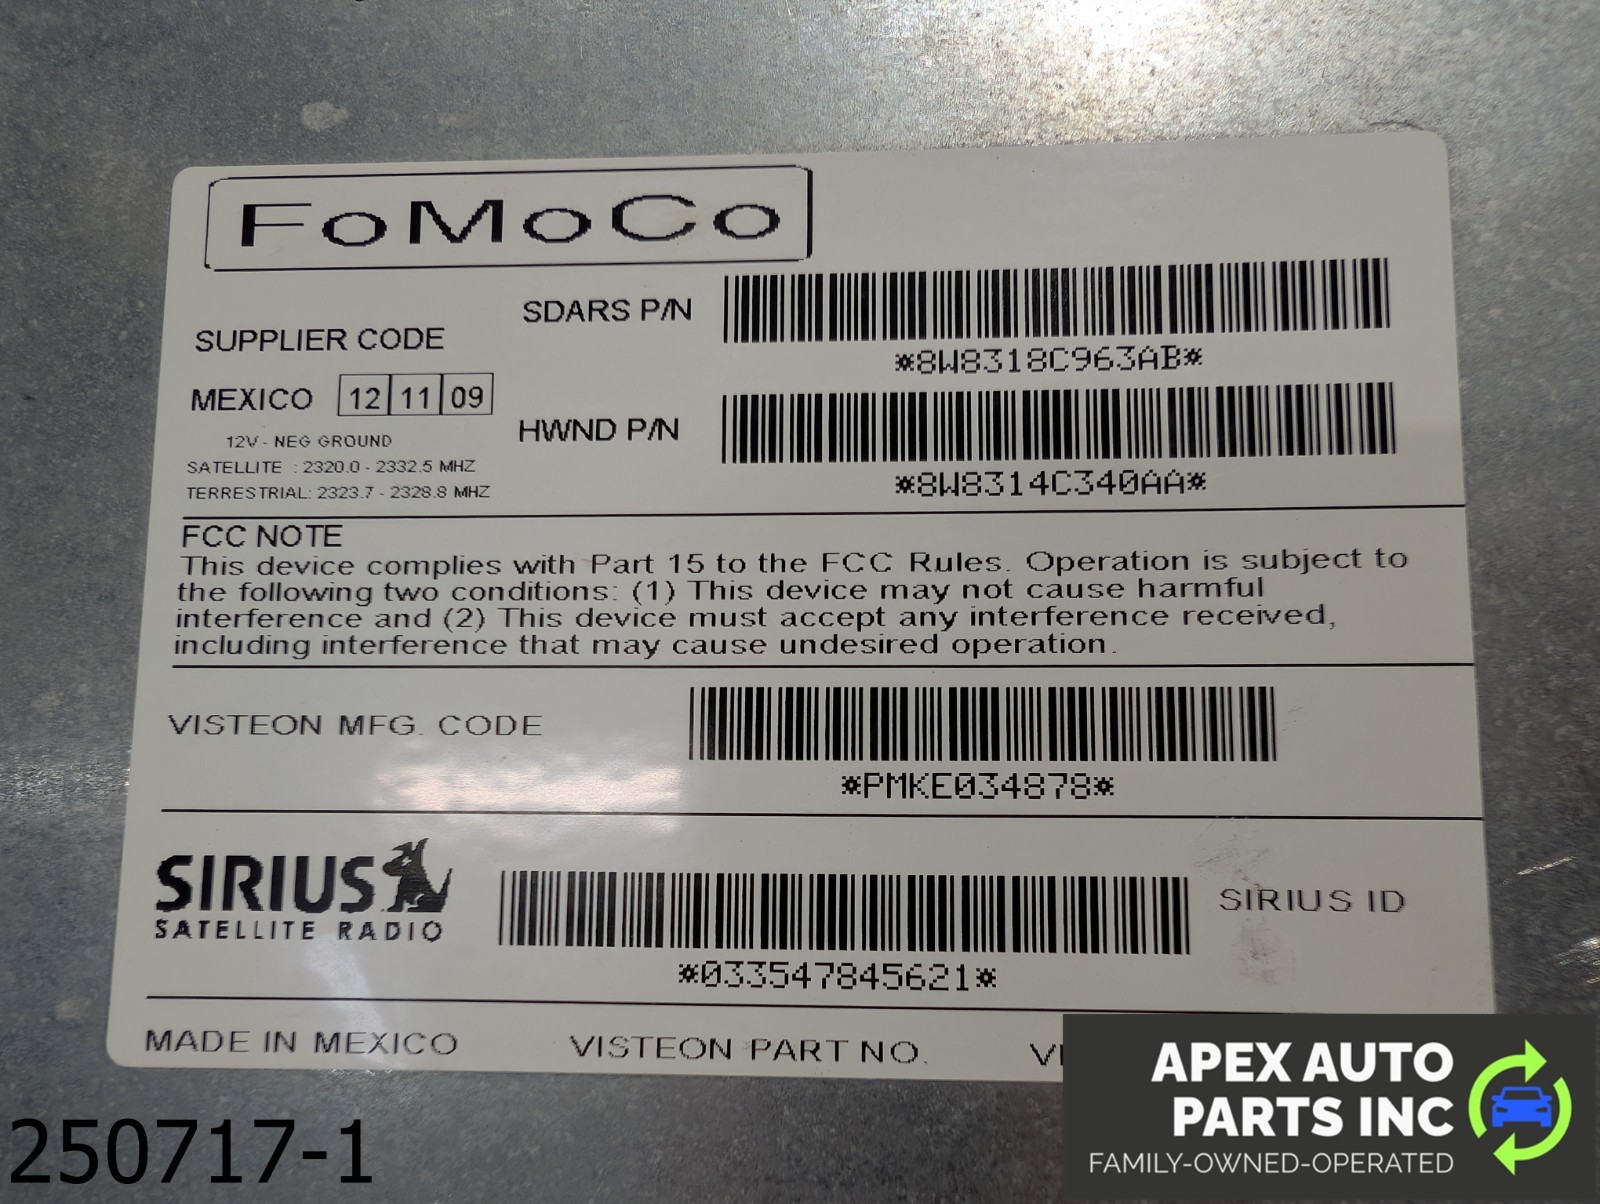 FoMoCo
SDARS P/N
*8W8318C963AB*
SUPPLIER CODE
MEXICO 12 11 09
HWND P/N
*8W8314C340AA*
12V - NEG GROUND
SATELLITE : 2320.0 - 2332.5 MHZ
TERRESTRIAL: 2323.7 - 2328.8 MHZ
FCC NOTE
This device complies with Part 15 to the FCC Rules. Operation is subject to
the following two conditions: (1) This device may not cause harmful
interference and (2) This device must accept any interference received,
including interference that may cause undesired operation.
VISTEON MFG. CODE
*PMKE034878*
SIRIUS
SATELLITE RADIO
SIRIUS ID
*033547845621*
MADE IN MEXICO VISTEON PART NO.
APEX AUTO
PARTS INC
FAMILY-OWNED-OPERATED
250717-1